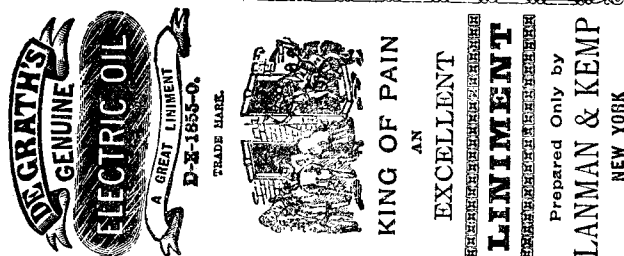 DE GRATH'S
GENUINE
ELECTRIC OIL
A GREAT LINIMENT
D-X-1855-O.
TRADE MARK.
KING OF PAIN
AN
EXCELLENT
LINIMENT
Prepared Only by
LANMAN & KEMP
NEW YORK